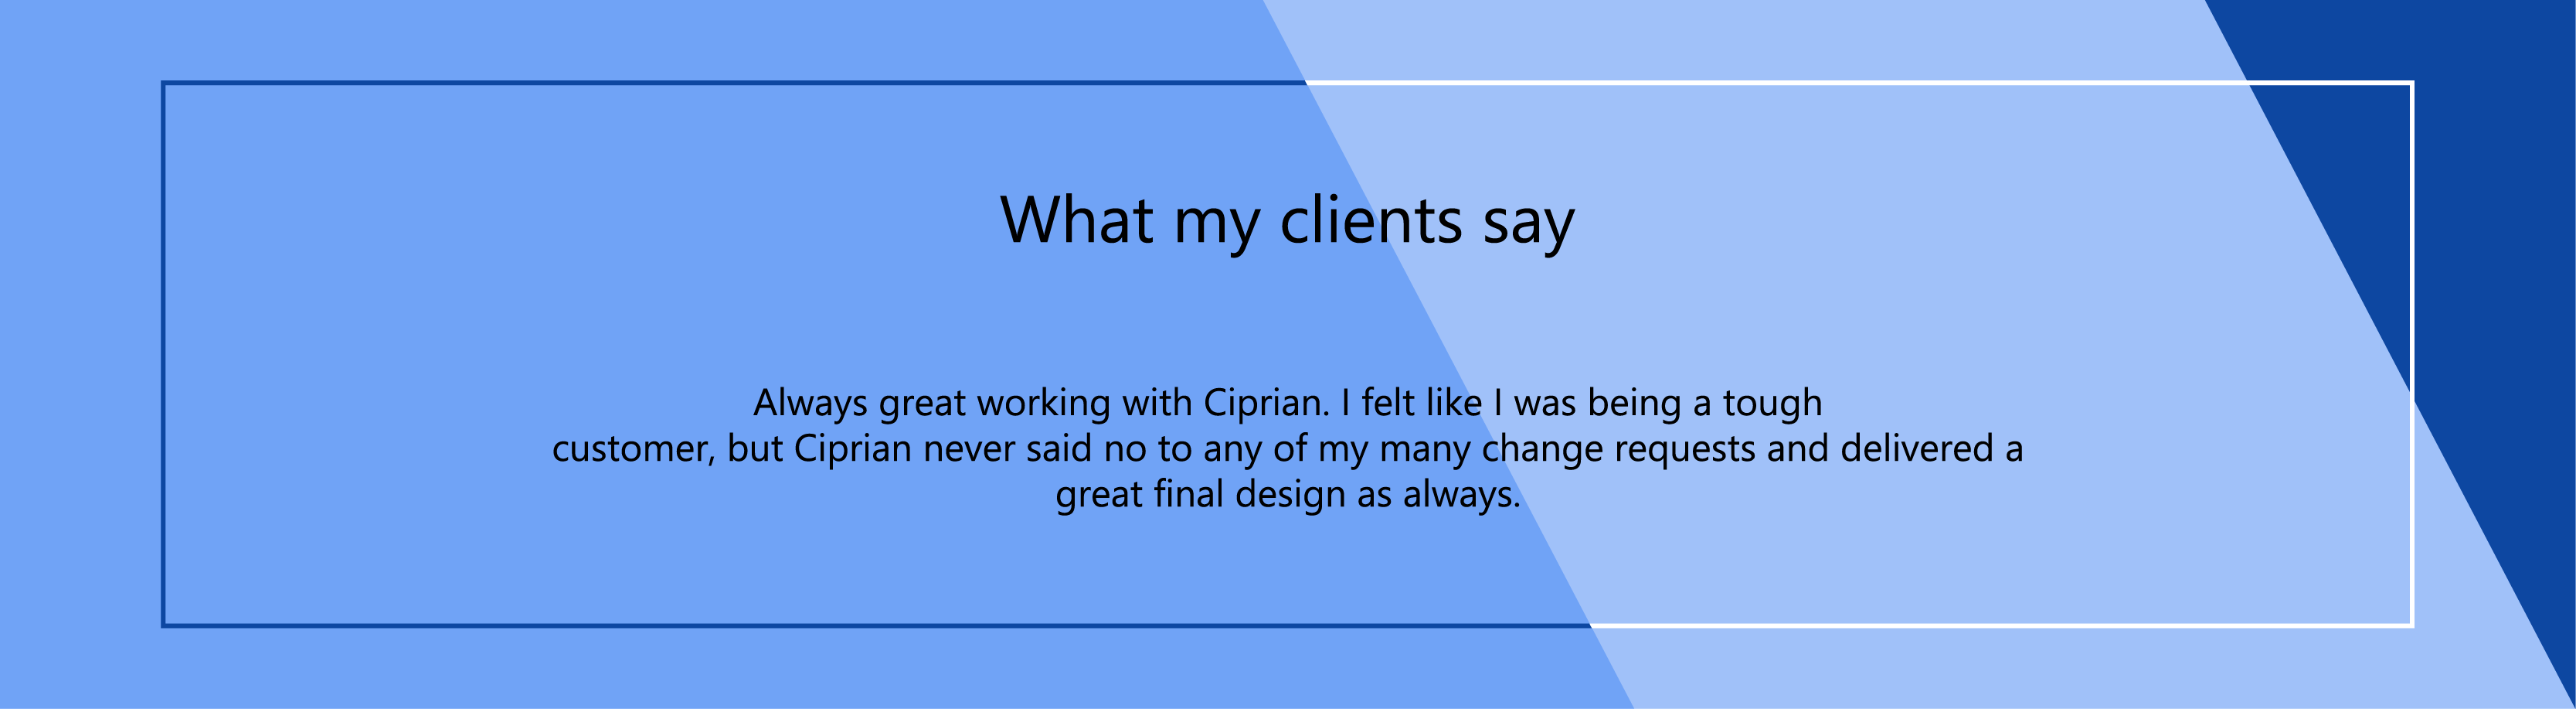 What my clients say
Always great working with Ciprian. I felt like I was being a tough
customer, but Ciprian never said no to any of my many change requests and delivered a
great final design as always.